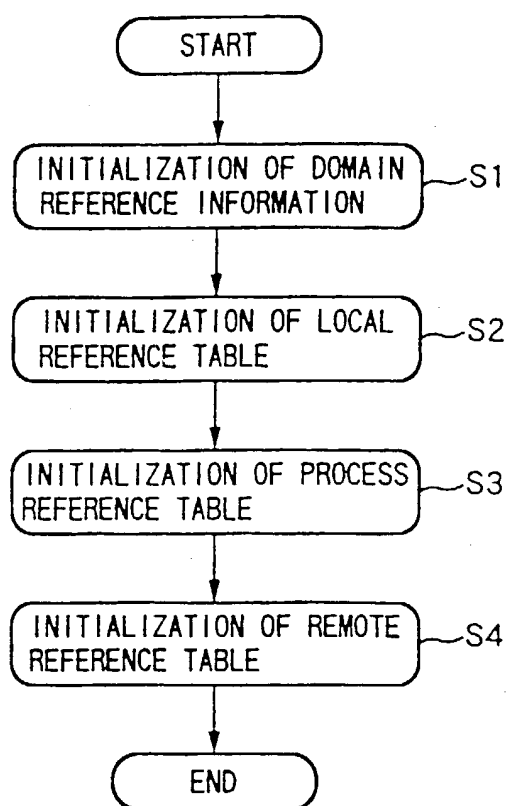 START
INITIALIZATION OF DOMAIN
REFERENCE INFORMATION
S1
INITIALIZATION OF LOCAL
REFERENCE TABLE
S2
INITIALIZATION OF PROCESS
REFERENCE TABLE
S3
INITIALIZATION OF REMOTE
REFERENCE TABLE
S4
END